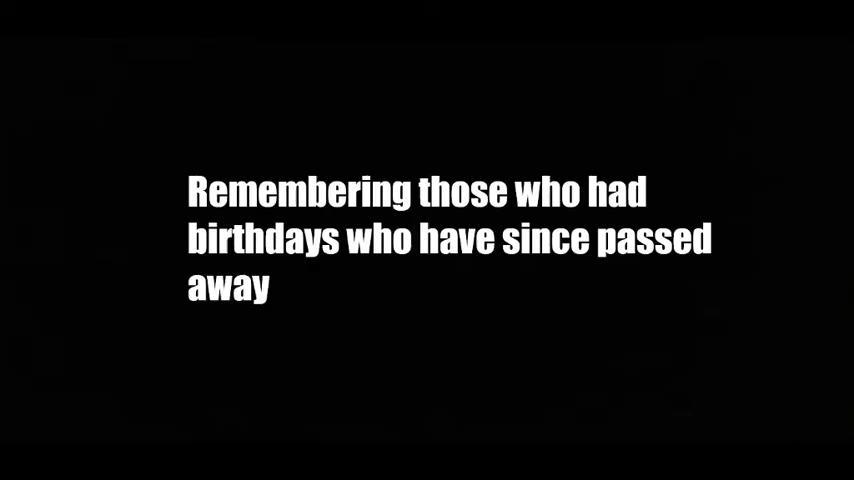 Remembering those who had
birthdays who have since passed
away